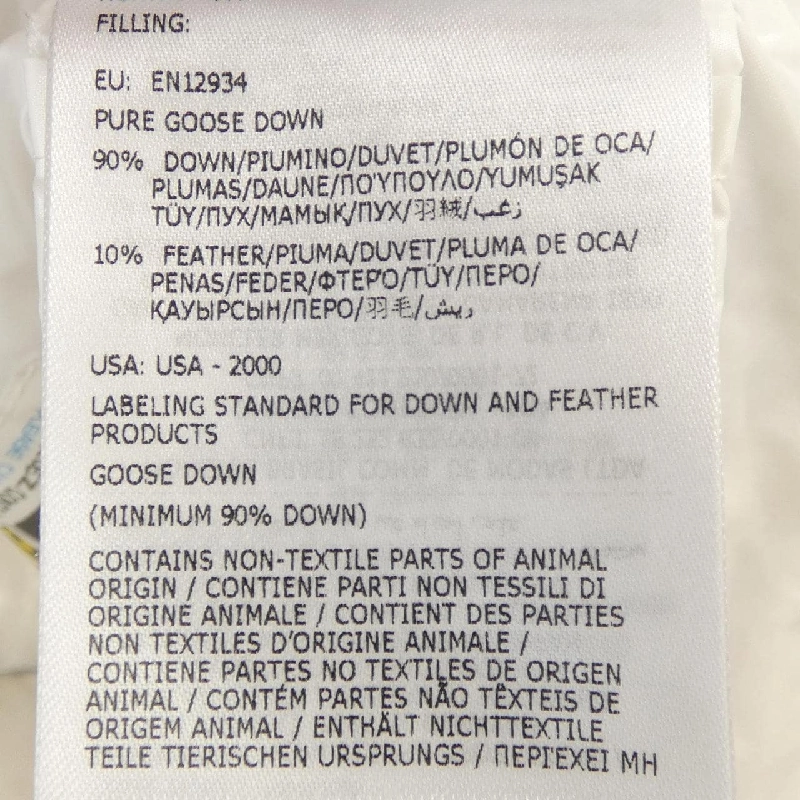 FILLING:
EU: EN12934
PURE GOOSE DOWN
90% DOWN/PIUMINO/DUVET/PLUMÓN DE OCA/
PLUMAS/DAUNE/ΠΟΎΠΟΥΛΟ/YUMUŞAK
TÜY/ПУХ/МАМЫҚ/ПУХ/羽絨/زغب
10% FEATHER/PIUMA/DUVET/PLUMA DE OCA/
PENAS/FEDER/ΦΤΕΡΌ/TÜY/ПЕРО/
ҚАУЫРСЫН/ПЕРО/羽毛/ريش
USA: USA - 2000
LABELING STANDARD FOR DOWN AND FEATHER
PRODUCTS
GOOSE DOWN
(MINIMUM 90% DOWN)
CONTAINS NON-TEXTILE PARTS OF ANIMAL
ORIGIN / CONTIENE PARTI NON TESSILI DI
ORIGINE ANIMALE / CONTIENT DES PARTIES
NON TEXTILES D'ORIGINE ANIMALE /
CONTIENE PARTES NO TEXTILES DE ORIGEN
ANIMAL / CONTÉM PARTES NÃO TÊXTEIS DE
ORIGEM ANIMAL / ENTHÄLT NICHTTEXTILE
TEILE TIERISCHEN URSPRUNGS / ΠΕΡΙΈΧΕΙ ΜΗ